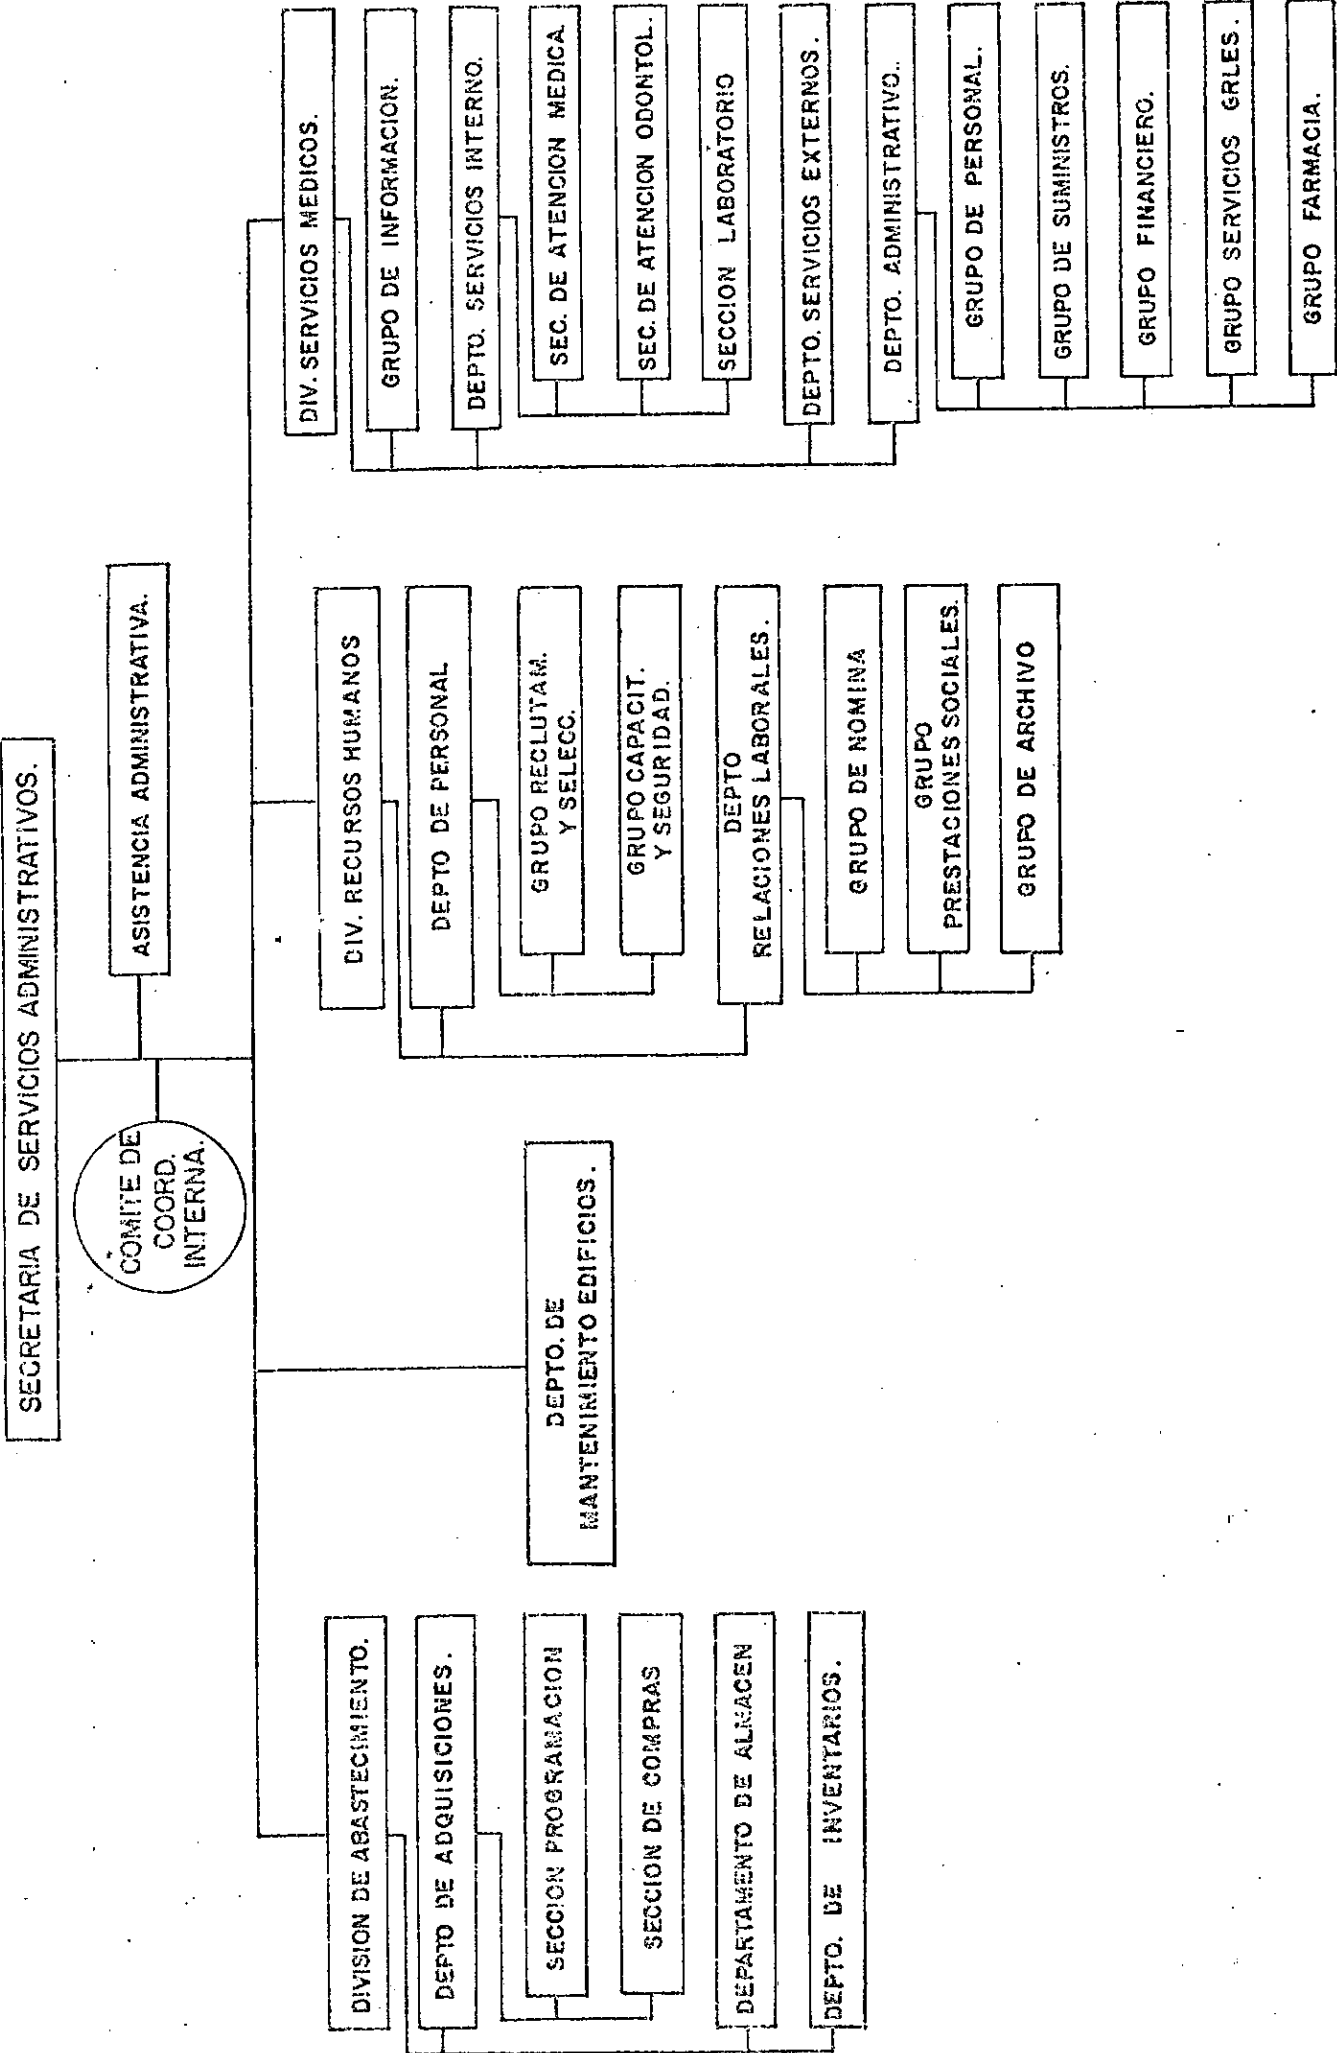 SECRETARIA DE SERVICIOS ADMINISTRATIVOS.
ASISTENCIA ADMINISTRATIVA.
COMITE DE
COORD.
INTERNA.
DIVISION DE ABASTECIMIENTO.
DEPTO DE ADQUISICIONES.
SECCION PROGRAMACION
SECCION DE COMPRAS
DEPARTAMENTO DE ALMACEN
DEPTO. DE INVENTARIOS.
DEPTO. DE
MANTENIMIENTO EDIFICIOS.
DIV. RECURSOS HUMANOS
DEPTO DE PERSONAL
GRUPO RECLUTAM.
Y SELECC.
GRUPO CAPACIT.
Y SEGURIDAD.
DEPTO
RELACIONES LABORALES.
GRUPO DE NOMINA
GRUPO
PRESTACIONES SOCIALES.
GRUPO DE ARCHIVO
DIV. SERVICIOS MEDICOS.
GRUPO DE INFORMACION.
DEPTO. SERVICIOS INTERNO.
SEC. DE ATENCION MEDICA.
SEC. DE ATENCION ODONTOL.
SECCION LABORATORIO
DEPTO. SERVICIOS EXTERNOS.
DEPTO. ADMINISTRATIVO.
GRUPO DE PERSONAL.
GRUPO DE SUMINISTROS.
GRUPO FINANCIERO.
GRUPO SERVICIOS GRLES.
GRUPO FARMACIA.